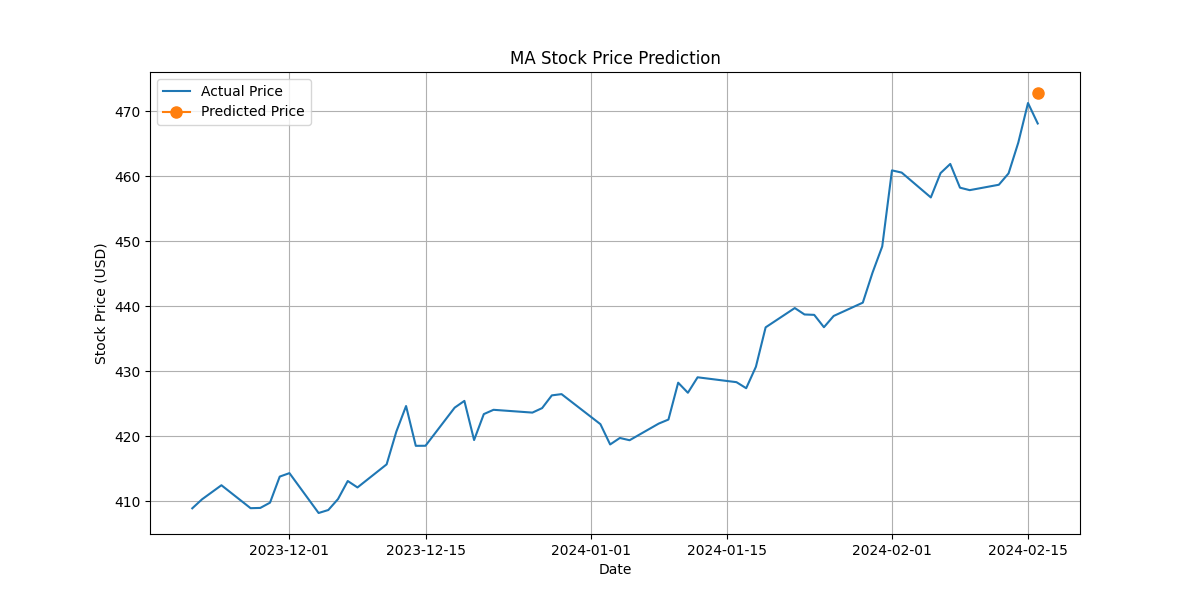 MA Stock Price Prediction
Actual Price
Predicted Price
Stock Price (USD)
470
460
450
440
430
420
410
2023-12-01
2023-12-15
2024-01-01
2024-01-15
2024-02-01
2024-02-15
Date